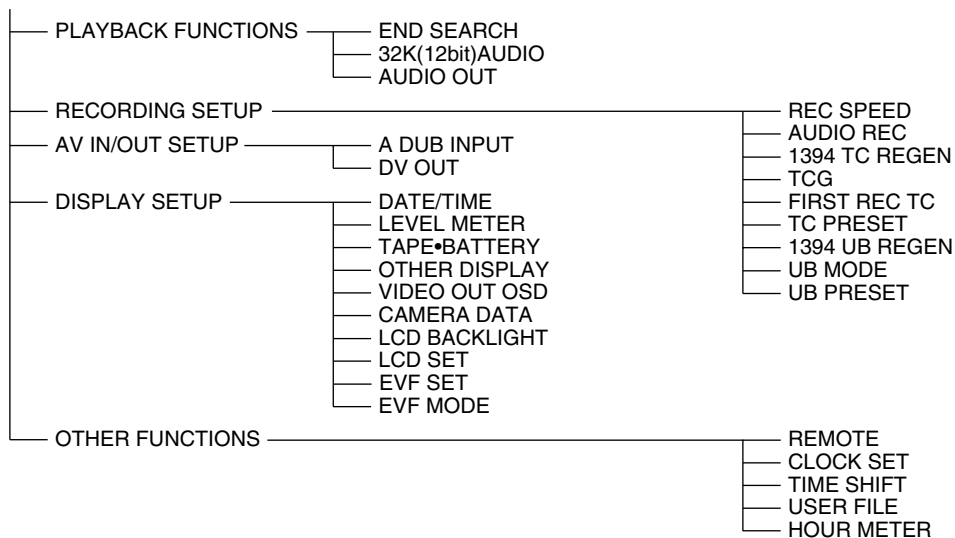 PLAYBACK FUNCTIONS
END SEARCH
32K(12bit)AUDIO
AUDIO OUT
RECORDING SETUP
REC SPEED
AUDIO REC
1394 TC REGEN
TCG
FIRST REC TC
TC PRESET
1394 UB REGEN
UB MODE
UB PRESET
AV IN/OUT SETUP
A DUB INPUT
DV OUT
DISPLAY SETUP
DATE/TIME
LEVEL METER
TAPE•BATTERY
OTHER DISPLAY
VIDEO OUT OSD
CAMERA DATA
LCD BACKLIGHT
LCD SET
EVF SET
EVF MODE
OTHER FUNCTIONS
REMOTE
CLOCK SET
TIME SHIFT
USER FILE
HOUR METER